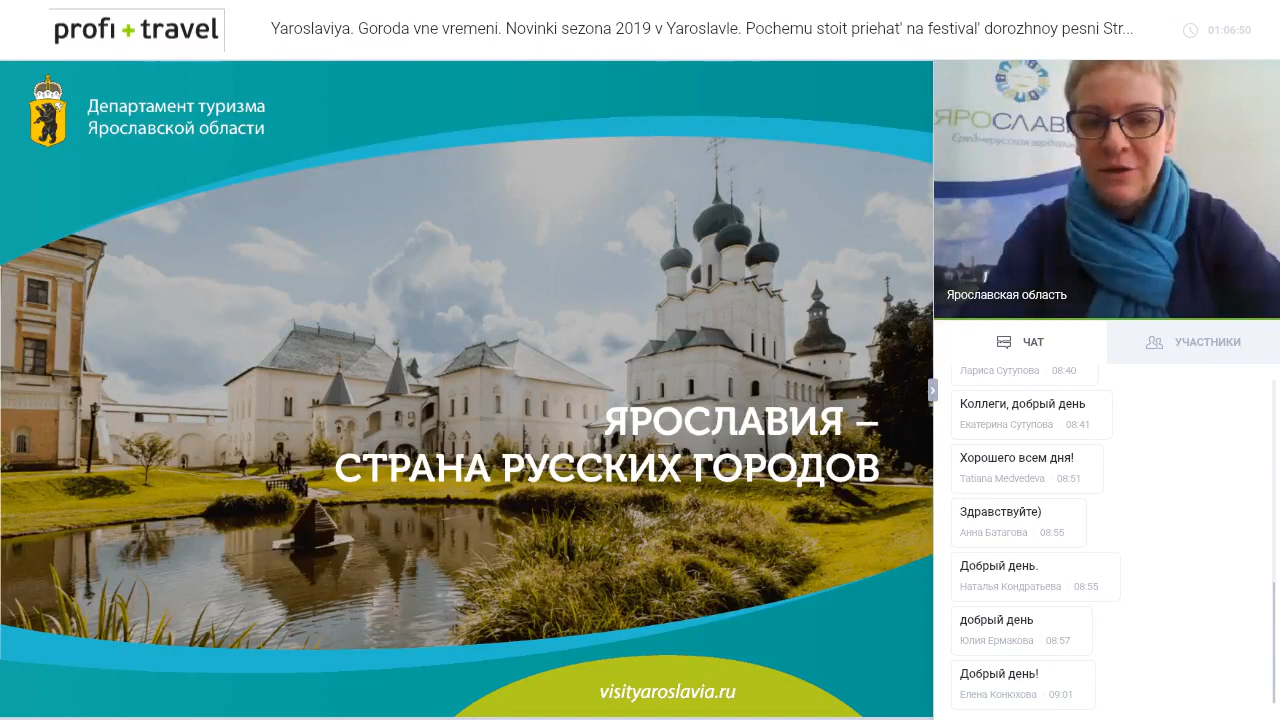 profi + travel
Yaroslaviya. Goroda vne vremeni. Novinki sezona 2019 v Yaroslavle. Pochemu stoit priehat' na festival' dorozhnoy pesni Str...
01:06:50
Департамент туризма
Ярославской области
ЯРОСЛАВИЯ –
СТРАНА РУССКИХ ГОРОДОВ
visityaroslavia.ru
ЯРОСЛАВ
Ярославская область
ЧАТ
УЧАСТНИКИ
Лариса Сутупова · 08:40
Коллеги, добрый день
Екатерина Сутупова 08:41
Хорошего всем дня!
Tatiana Medvedeva · 08:51
Здравствуйте)
Анна Батагова · 08:55
Добрый день.
Наталья Кондратьева · 08:55
добрый день
Юлия Ермакова · 08:57
Добрый день!
Елена Конюхова · 09:01